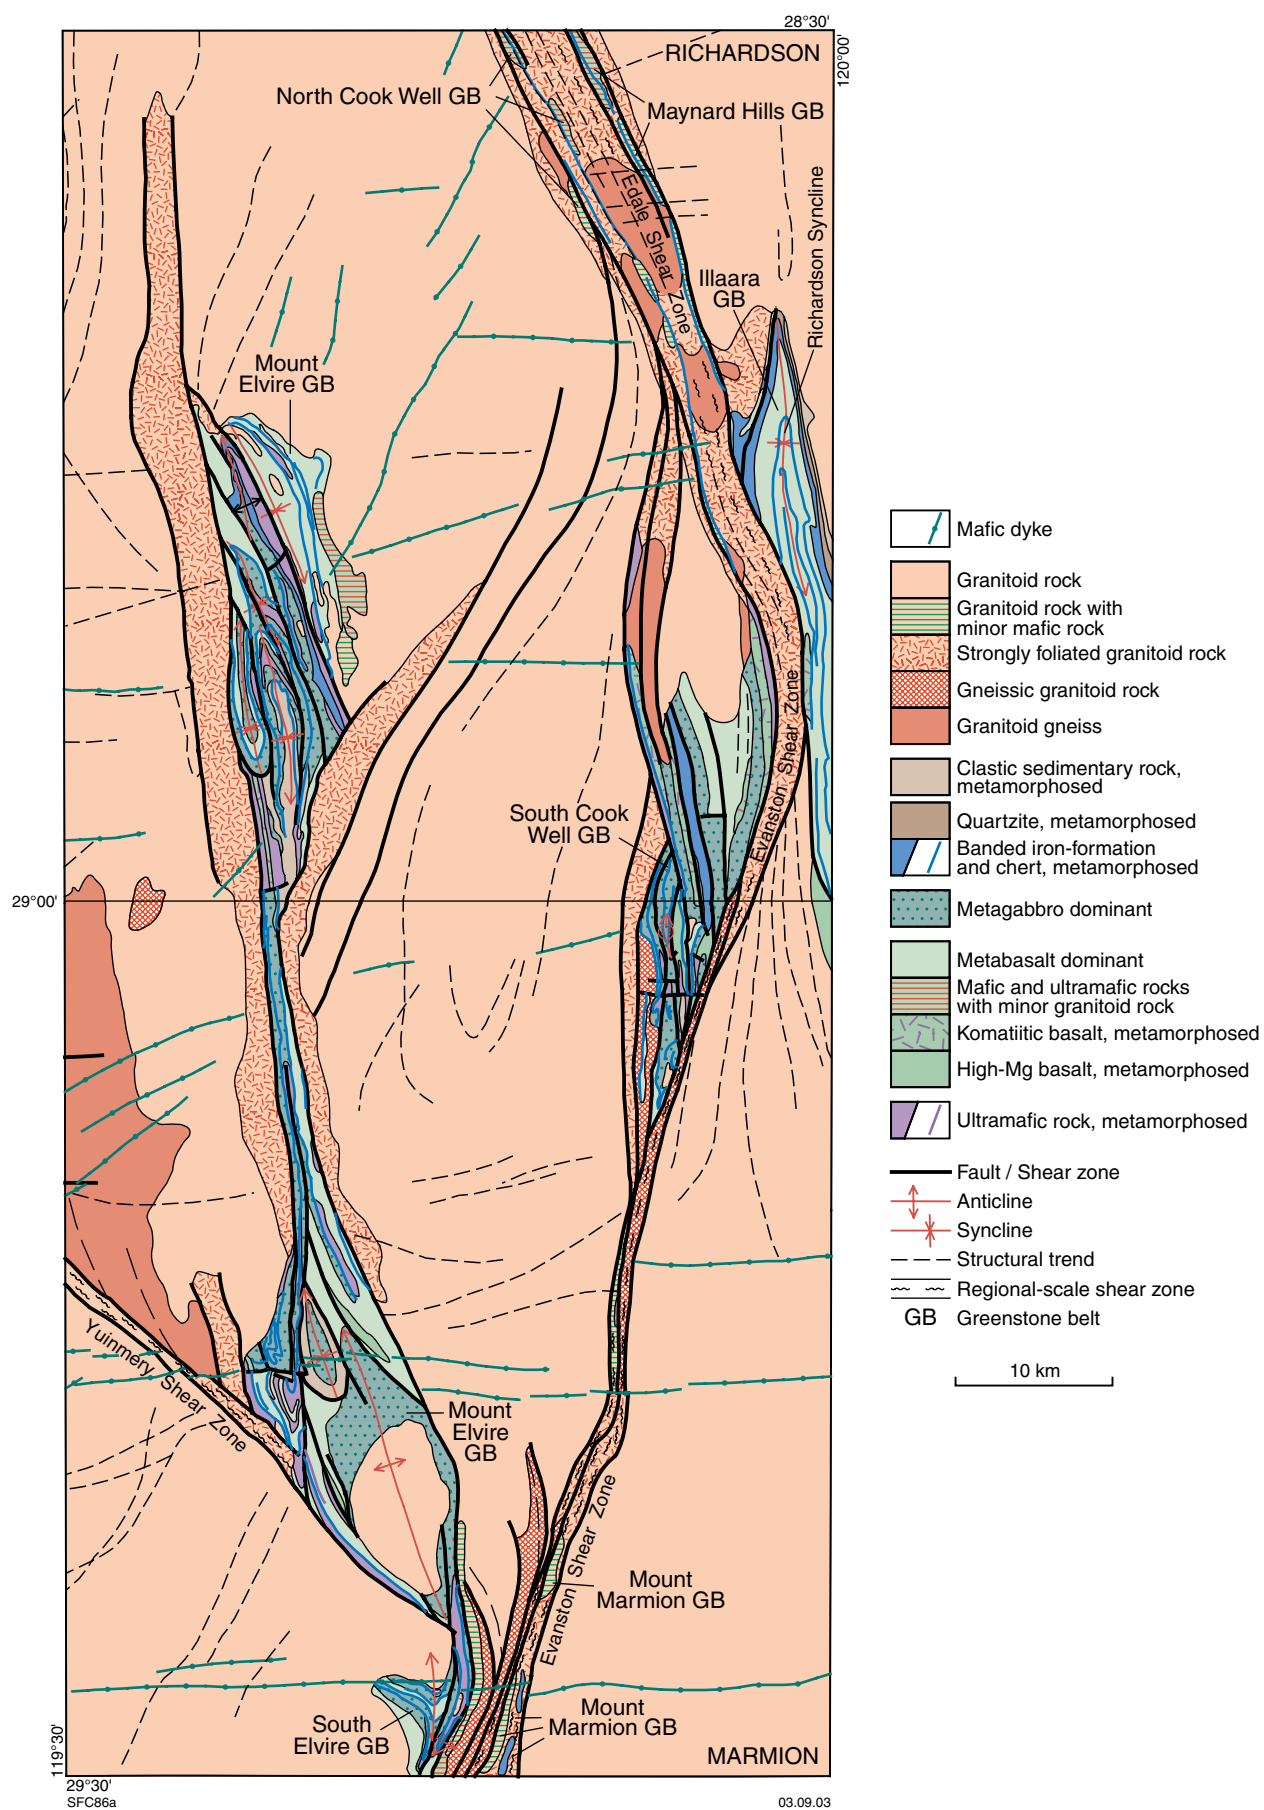 28°30'
120°00'
RICHARDSON
North Cook Well GB
Maynard Hills GB
Edale Shear Zone
Richardson Syncline
Illaara
GB
Mount
Elvire GB
South Cook
Well GB
Evanston Shear Zone
29°00'
Yuinmery Shear Zone
Mount
Elvire
GB
Evanston Shear Zone
Mount
Marmion GB
South
Elvire GB
Mount
Marmion GB
MARMION
119°30'
29°30'
SFC86a
03.09.03
Mafic dyke
Granitoid rock
Granitoid rock with
minor mafic rock
Strongly foliated granitoid rock
Gneissic granitoid rock
Granitoid gneiss
Clastic sedimentary rock,
metamorphosed
Quartzite, metamorphosed
Banded iron-formation
and chert, metamorphosed
Metagabbro dominant
Metabasalt dominant
Mafic and ultramafic rocks
with minor granitoid rock
Komatiitic basalt, metamorphosed
High-Mg basalt, metamorphosed
Ultramafic rock, metamorphosed
Fault / Shear zone
Anticline
Syncline
Structural trend
Regional-scale shear zone
GB Greenstone belt
10 km